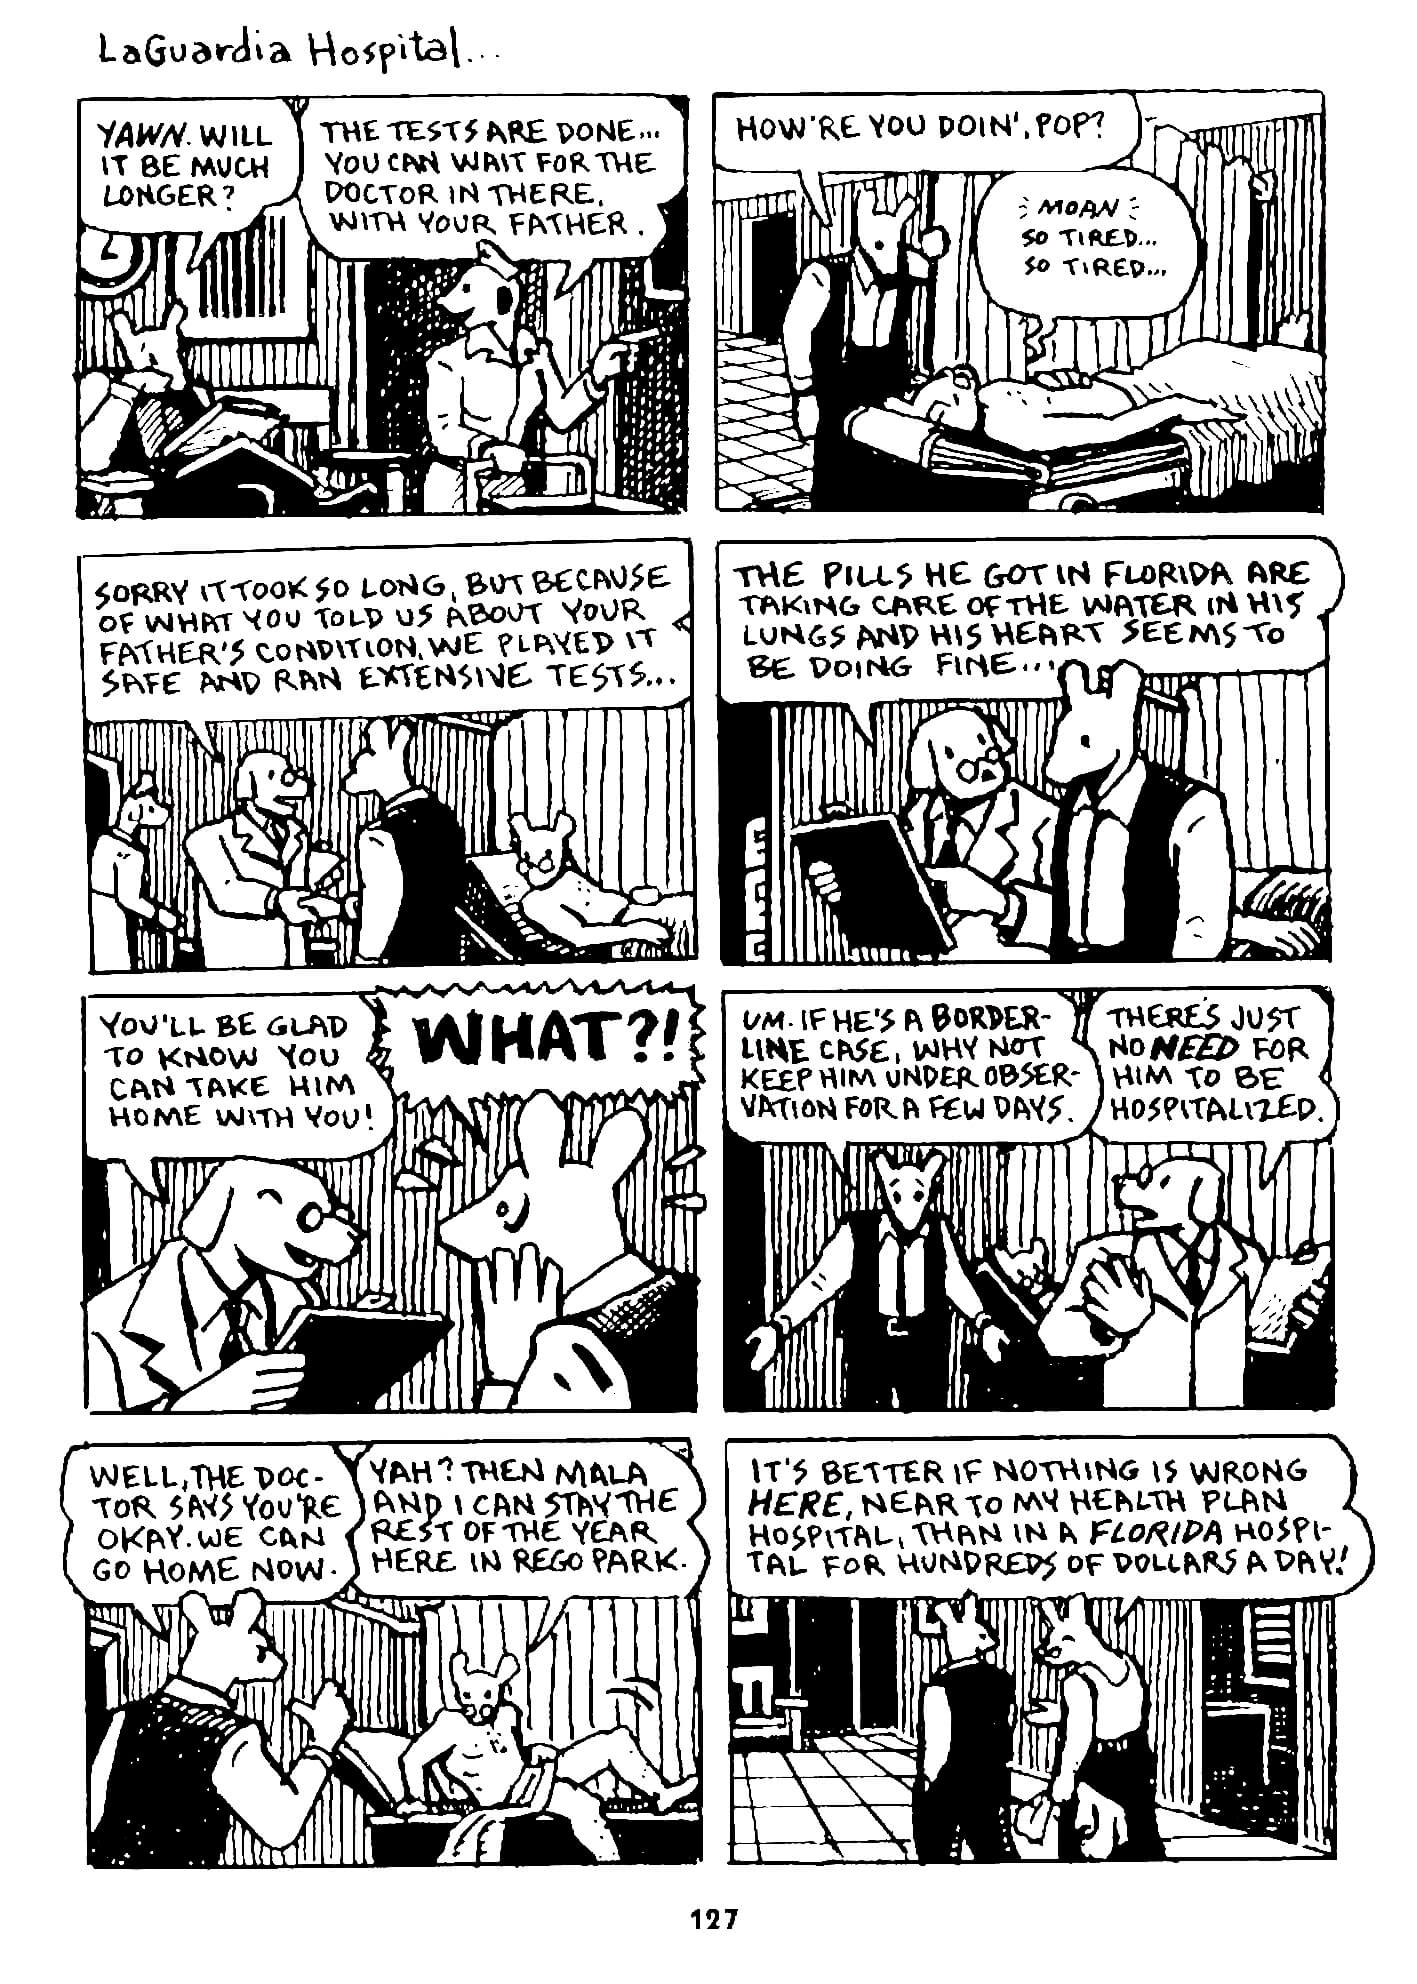 LaGuardia Hospital...
YAWN. WILL
IT BE MUCH
LONGER?
THE TESTS ARE DONE...
YOU CAN WAIT FOR THE
DOCTOR IN THERE,
WITH YOUR FATHER.
HOW'RE YOU DOIN', POP?
MOAN
SO TIRED...
SO TIRED...
SORRY IT TOOK SO LONG, BUT BECAUSE
OF WHAT YOU TOLD US ABOUT YOUR
FATHER'S CONDITION, WE PLAYED IT
SAFE AND RAN EXTENSIVE TESTS...
THE PILLS HE GOT IN FLORIDA ARE
TAKING CARE OF THE WATER IN HIS
LUNGS AND HIS HEART SEEMS TO
BE DOING FINE...
YOU'LL BE GLAD
TO KNOW YOU
CAN TAKE HIM
HOME WITH YOU!
WHAT?!
UM. IF HE'S A BORDER-
LINE CASE, WHY NOT
KEEP HIM UNDER OBSER-
VATION FOR A FEW DAYS.
THERE'S JUST
NO NEED FOR
HIM TO BE
HOSPITALIZED.
WELL, THE DOC-
TOR SAYS YOU'RE
OKAY. WE CAN
GO HOME NOW.
YAH? THEN MALA
AND I CAN STAY THE
REST OF THE YEAR
HERE IN REGO PARK.
IT'S BETTER IF NOTHING IS WRONG
HERE, NEAR TO MY HEALTH PLAN
HOSPITAL, THAN IN A FLORIDA HOSPI-
TAL FOR HUNDREDS OF DOLLARS A DAY!
127